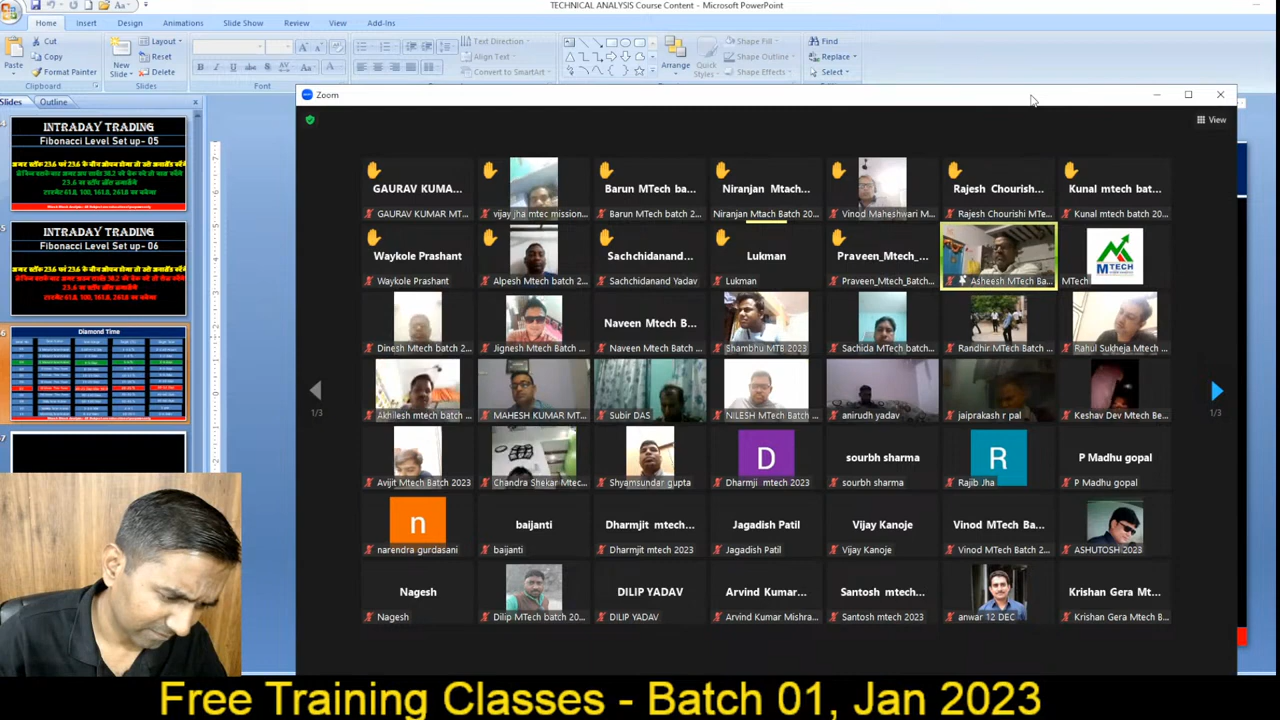 TECHNICAL ANALYSIS Course Content - Microsoft PowerPoint
Home Insert Design Animations Slide Show Review View Add-Ins
Paste
Cut
Copy
Format Painter
Clipboard
New Slide
Layout
Reset
Delete
Slides
Font
Text Direction
Align Text
Convert to SmartArt
Arrange
Quick Styles
Shape Fill
Shape Outline
Shape Effects
Find
Replace
Select
Slides Outline
INTRADAY TRADING
Fibonacci Level Set up- 05
INTRADAY TRADING
Fibonacci Level Set up- 06
Diamond Time
Zoom
View
GAURAV KUMA... Barun MTech ba... Niranjan Mtach... Rajesh Chourish... Kunal mtech bat...
GAURAV KUMAR MT... vijay jha mtec mission... Barun MTech batch 2... Niranjan Mtach Batch 20... Vinod Maheshwari M... Rajesh Chourishi MTe... Kunal mtech batch 20...
Waykole Prashant Sachchidanand... Lukman Praveen_Mtech_... MTECH
Waykole Prashant Alpesh Mtech batch 2... Sachchidanand Yadav Lukman Praveen_Mtech_Batch... Asheesh MTech Ba... MTech
Naveen Mtech B...
Dinesh Mtech batch 2... Jignesh Mtech Batch ... Naveen Mtech Batch ... Shambhu MTB 2023 Sachida MTech batch... Randhir MTech Batch ... Rahul Sukheja Mtech ...
Akhilesh mtech batch ... MAHESH KUMAR MT... Subir DAS NILESH MTech Batch ... anirudh yadav jaiprakash r pal Keshav Dev Mtech Be...
1/3 1/3
D sourbh sharma R P Madhu gopal
Avijit MTech Batch 2023 Chandra Shekar Mtec... Shyamsundar gupta Dharmji mtech 2023 sourbh sharma Rajib Jha P Madhu gopal
n baijanti Dharmjit mtech... Jagadish Patil Vijay Kanoje Vinod MTech Ba...
narendra gurdasani baijanti Dharmjit mtech 2023 Jagadish Patil Vijay Kanoje Vinod MTech Batch 2... ASHUTOSH 2023
Nagesh DILIP YADAV Arvind Kumar... Santosh mtech... Krishan Gera Mt...
Nagesh Dilip MTech batch 20... DILIP YADAV Arvind Kumar Mishra... Santosh mtech 2023 anwar 12 DEC Krishan Gera Mtech B...
Free Training Classes - Batch 01, Jan 2023